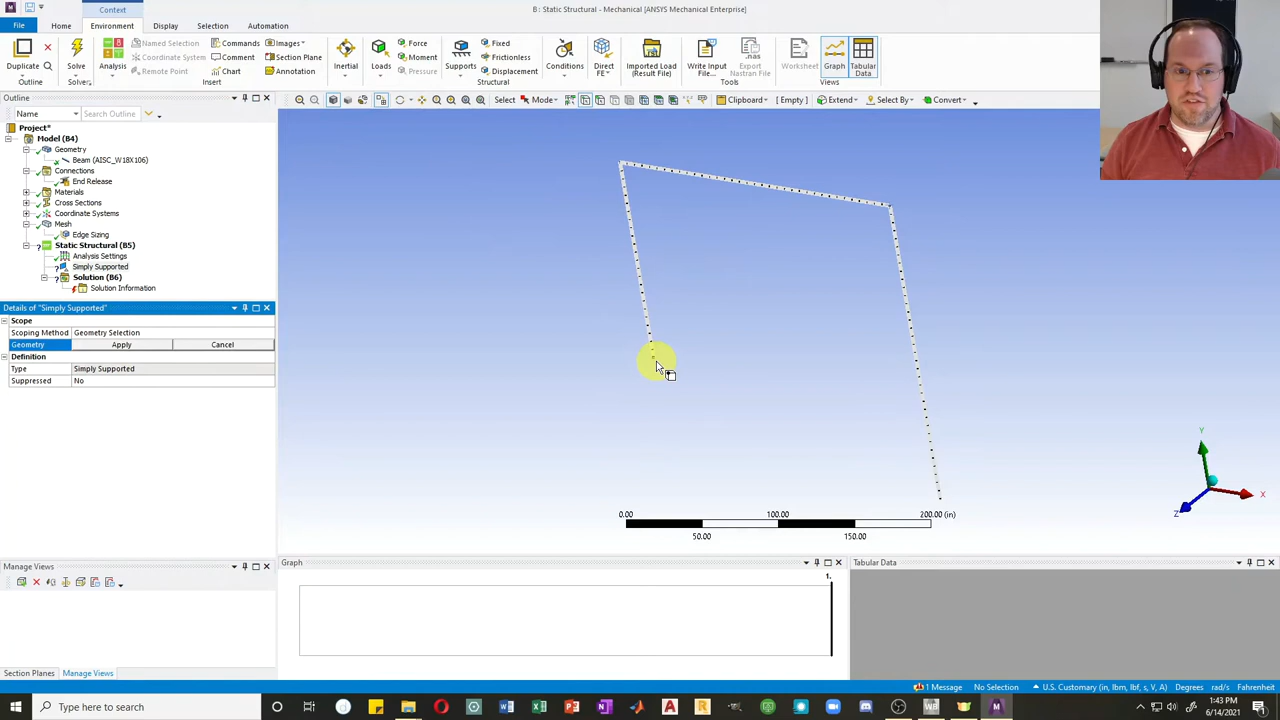 B : Static Structural - Mechanical [ANSYS Mechanical Enterprise]
Context
File Home Environment Display Selection Automation
Duplicate
Outline
Solve
Solver
Analysis
Named Selection
Coordinate System
Remote Point
Commands
Comment
Chart
Images
Section Plane
Annotation
Insert
Inertial
Loads
Force
Moment
Pressure
Supports
Fixed
Frictionless
Displacement
Structural
Conditions
Direct FE
Imported Load (Result File)
Write Input File...
Export Nastran File
Tools
Worksheet
Graph
Tabular Data
Views
Outline
Select Mode Clipboard [ Empty ] Extend Select By Convert
Name Search Outline
Project*
Model (B4)
Geometry
Beam (AISC_W18X106)
Connections
End Release
Materials
Cross Sections
Coordinate Systems
Mesh
Edge Sizing
Static Structural (B5)
Analysis Settings
Simply Supported
Solution (B6)
Solution Information
Details of "Simply Supported"
Scope
Scoping Method Geometry Selection
Geometry Apply Cancel
Definition
Type Simply Supported
Suppressed No
Y
X
Z
0.00 100.00 200.00 (in)
50.00 150.00
Manage Views
Graph
Tabular Data
1.
Section Planes Manage Views
1 Message No Selection U.S. Customary (in, lbm, lbf, s, V, A) Degrees rad/s Fahrenheit
Type here to search
1:43 PM
6/14/2021